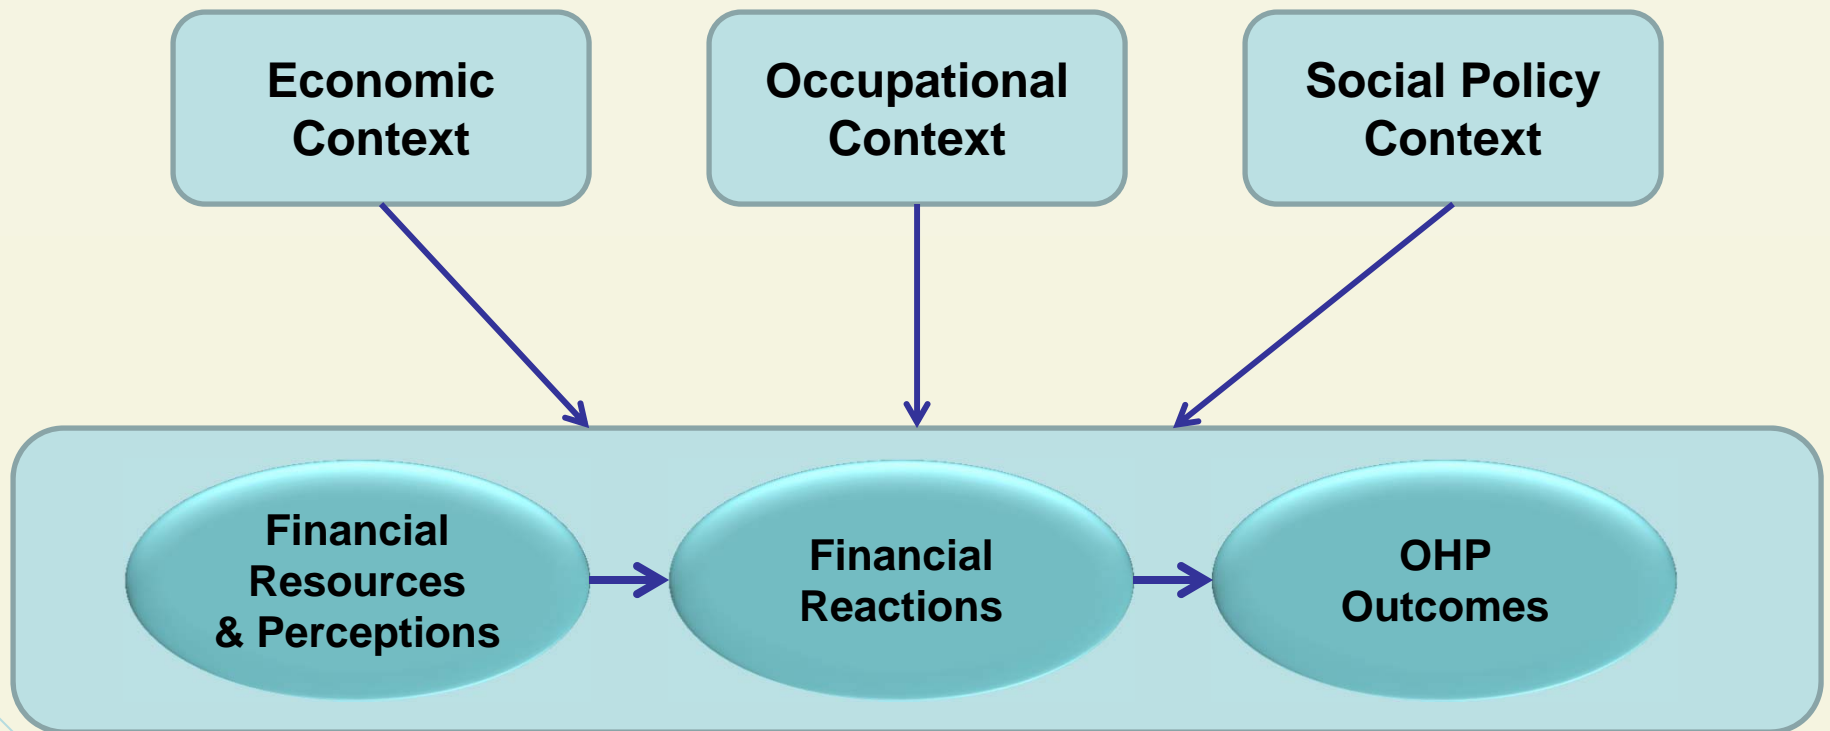 Economic
Context
Occupational
Context
Social Policy
Context
Financial
Resources
& Perceptions
Financial
Reactions
OHP
Outcomes